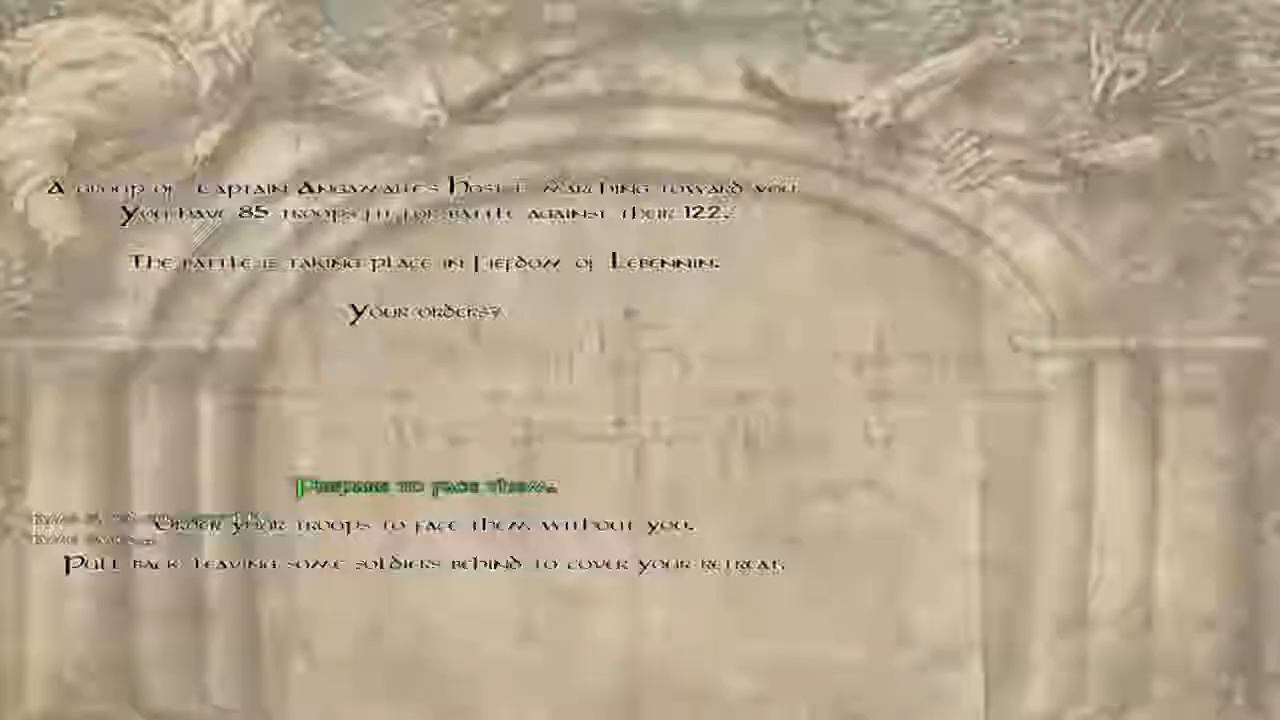 A group of Captain Angamaite's Host is marching toward you.
You have 85 troops fit for battle against their 122.
The battle is taking place in Fiefdom of Lebennin.
Your orders?
Prepare to face them.
Order your troops to face them without you.
Pull back, leaving some soldiers behind to cover your retreat.